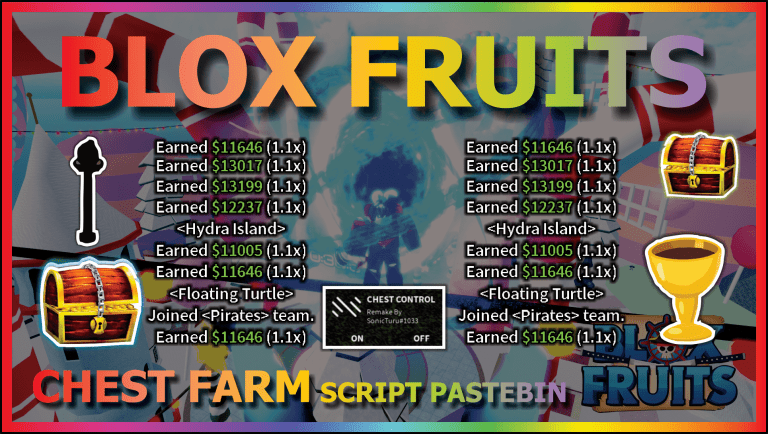 BLOX FRUITS
Earned $11646 (1.1x)
Earned $13017 (1.1x)
Earned $13199 (1.1x)
Earned $12237 (1.1x)
<Hydra Island>
Earned $11005 (1.1x)
Earned $11646 (1.1x)
<Floating Turtle>
Joined <Pirates> team.
Earned $11646 (1.1x)
Earned $11646 (1.1x)
Earned $13017 (1.1x)
Earned $13199 (1.1x)
Earned $12237 (1.1x)
<Hydra Island>
Earned $11005 (1.1x)
Earned $11646 (1.1x)
<Floating Turtle>
Joined <Pirates> team.
Earned $11646 (1.1x)
CHEST CONTROL
Remake By
SonicTuru#1033
ON OFF
BLOX
FRUITS
CHEST FARM SCRIPT PASTEBIN